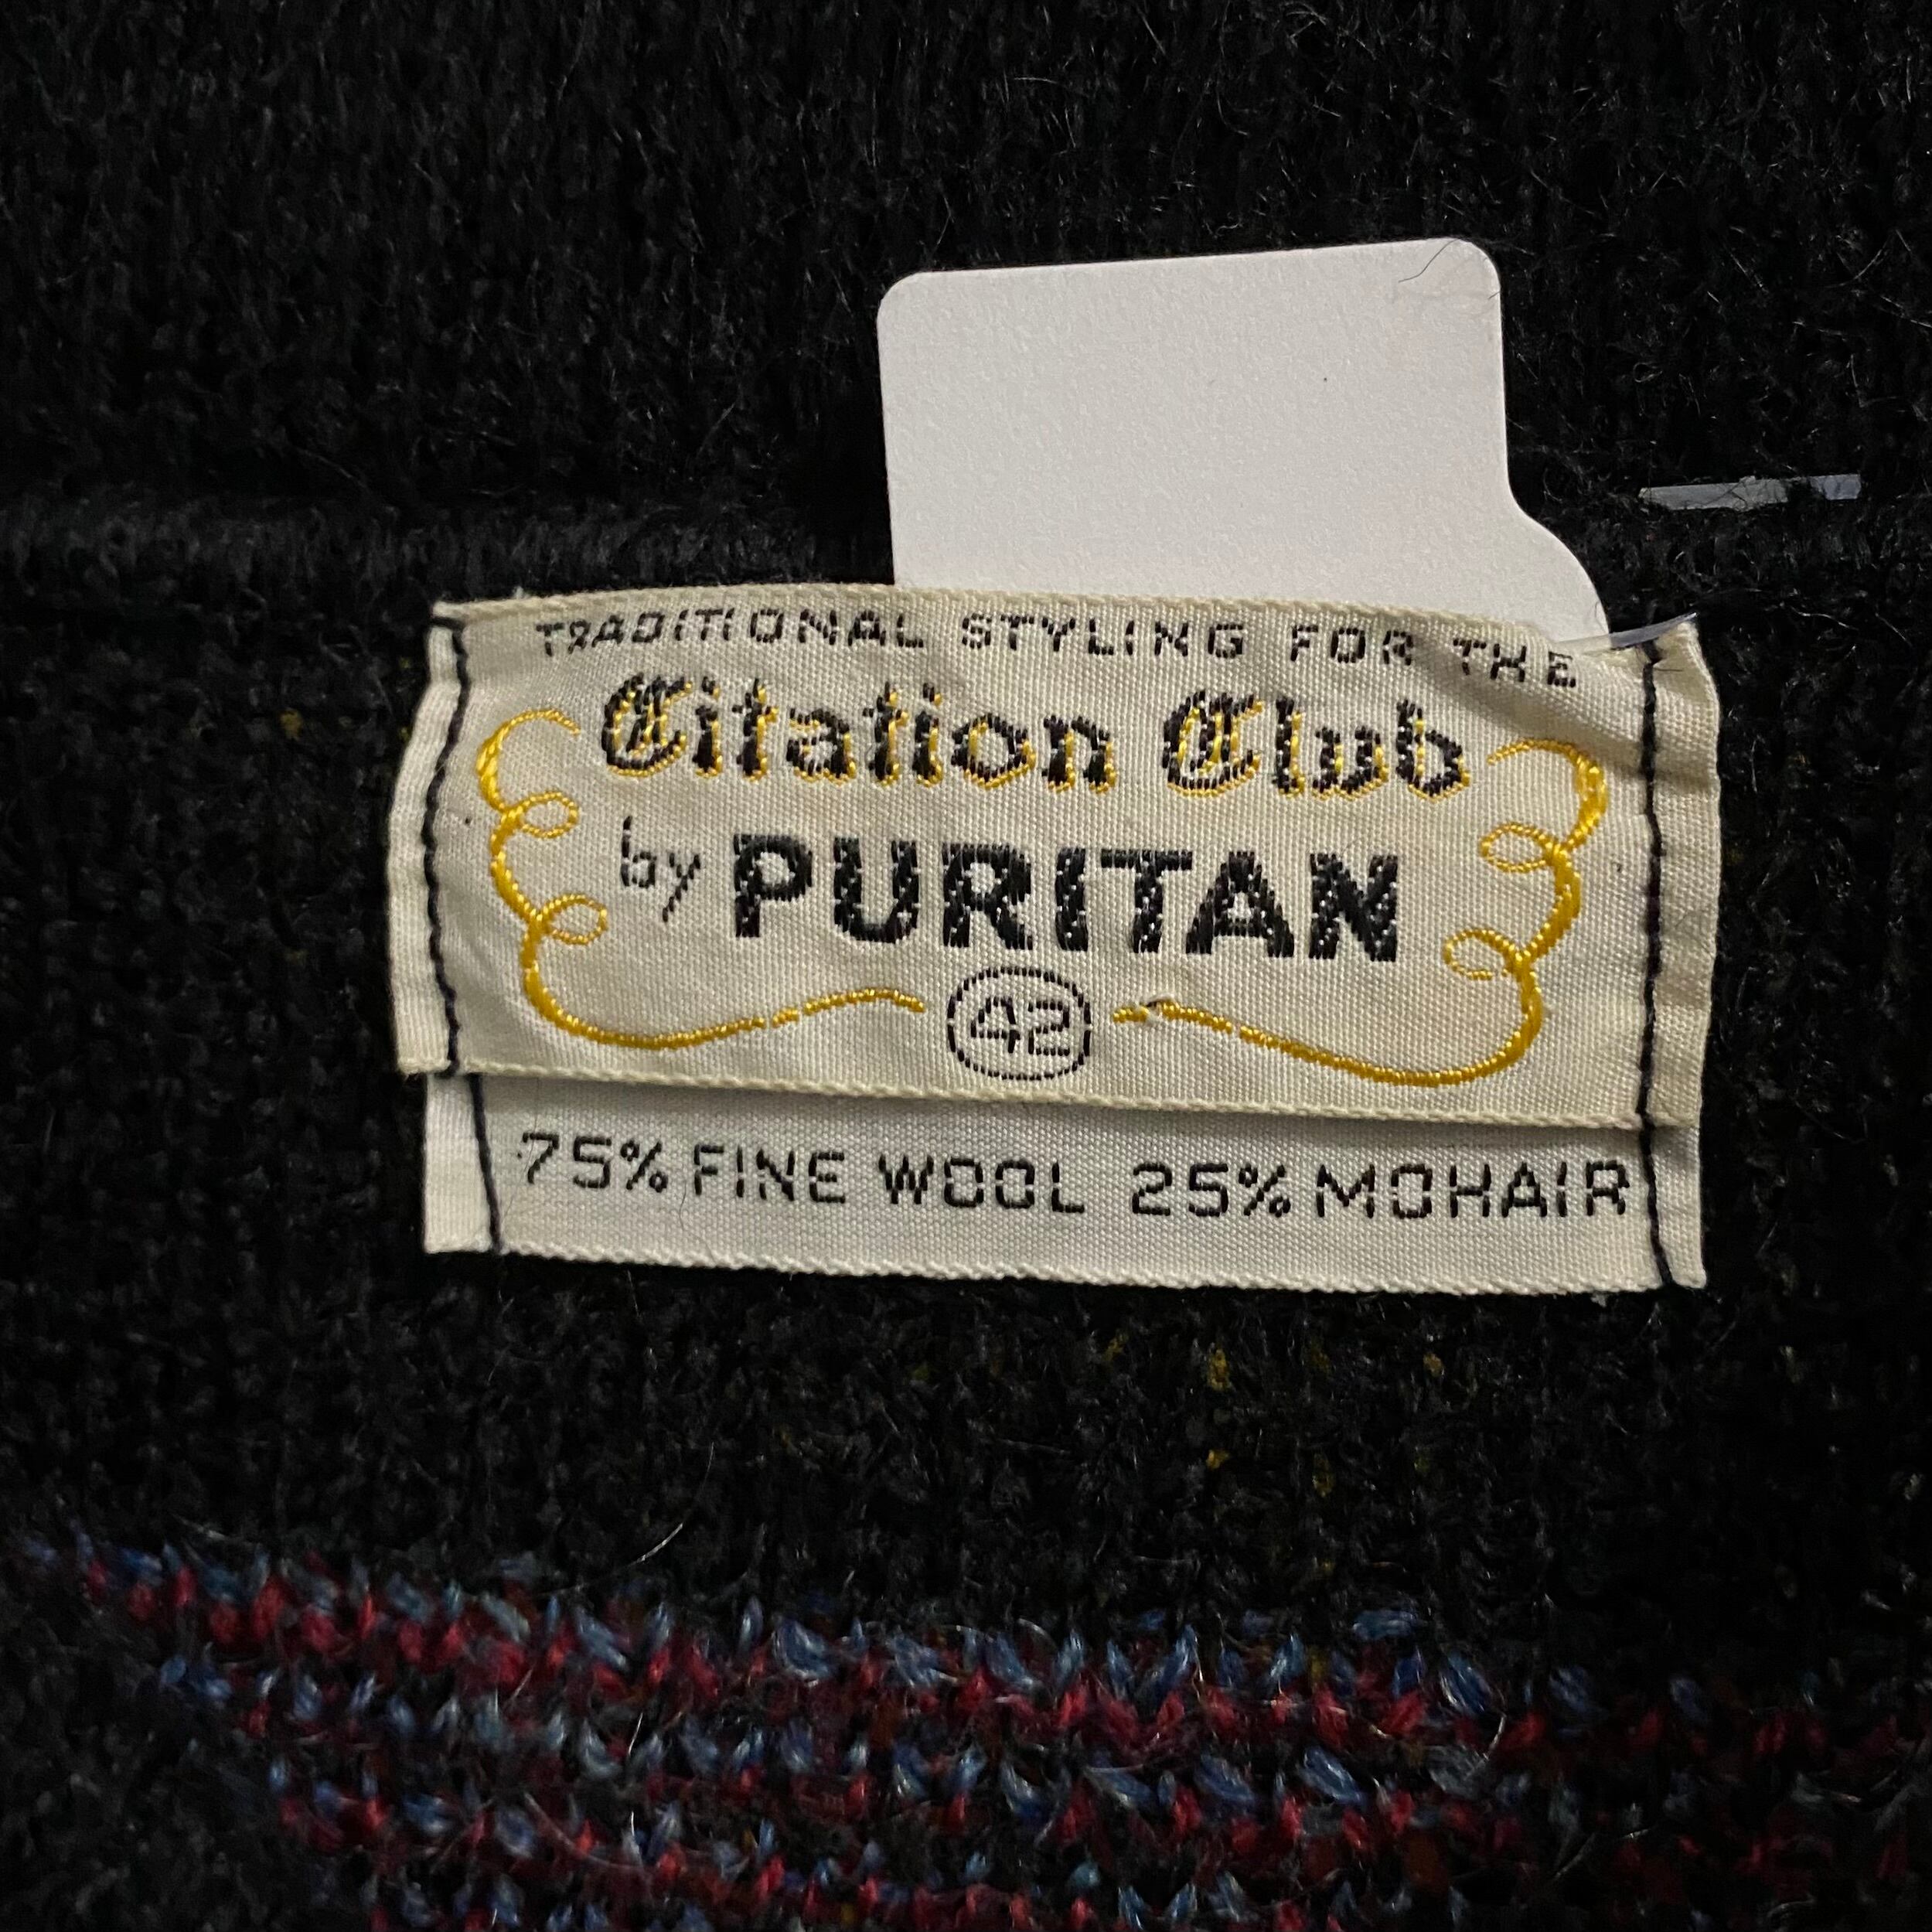 TRADITIONAL STYLING FOR THE
Citation Club
by PURITAN
42
75% FINE WOOL 25% MOHAIR